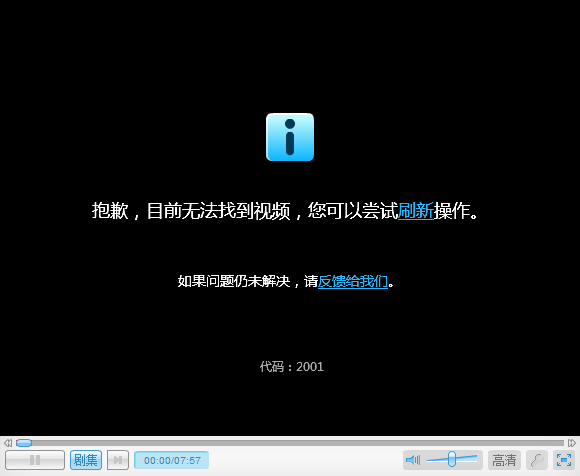 抱歉，目前无法找到视频，您可以尝试刷新操作。
如果问题仍未解决，请反馈给我们。
代码：2001
剧集 00:00/07:57 高清